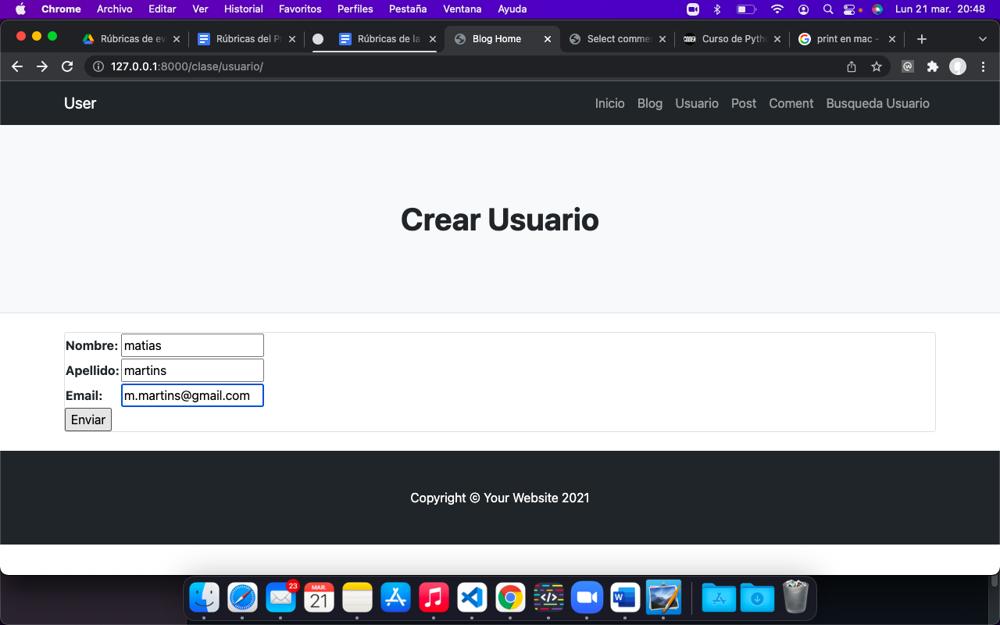 Chrome Archivo Editar Ver Historial Favoritos Perfiles Pestaña Ventana Ayuda Lun 21 mar. 20:48
Rúbricas de ev Rúbricas del P Rúbricas de la Blog Home Select comme Curso de Pyth print en mac -
127.0.0.1:8000/clase/usuario/
User Inicio Blog Usuario Post Coment Busqueda Usuario
Crear Usuario
Nombre: matias
Apellido: martins
Email: m.martins@gmail.com
Enviar
Copyright © Your Website 2021
23
MAR.
21
W